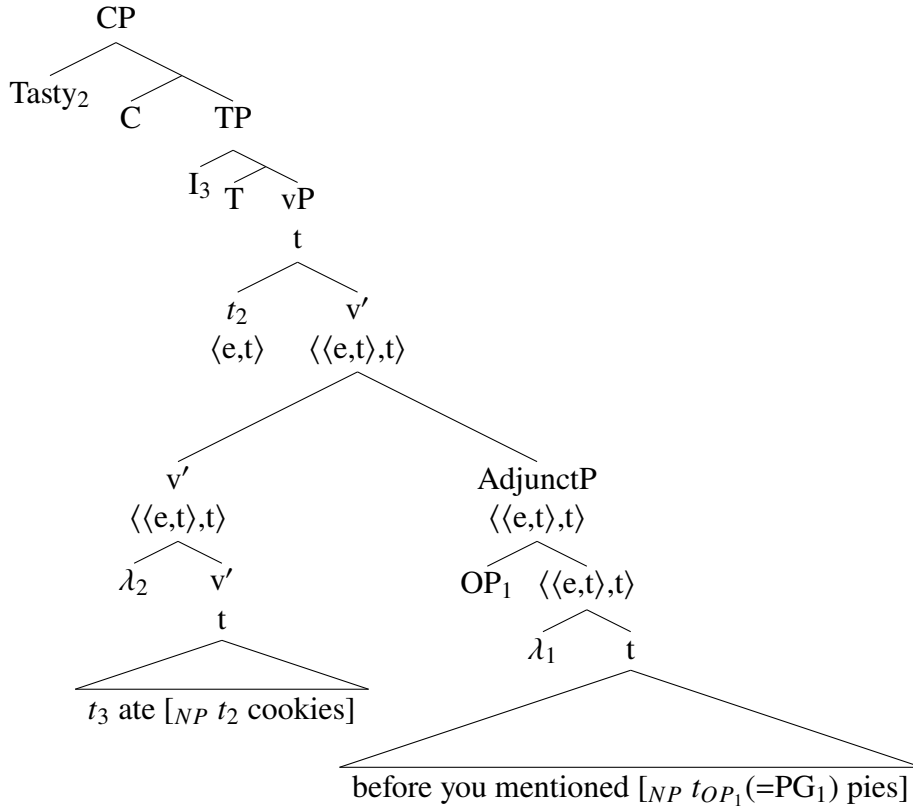 CP
Tasty₂
C TP
I₃ T vP
t
t₂ v′
⟨e,t⟩ ⟨⟨e,t⟩,t⟩
v′ AdjunctP
⟨⟨e,t⟩,t⟩ ⟨⟨e,t⟩,t⟩
λ₂ v′ OP₁ ⟨⟨e,t⟩,t⟩
t λ₁ t
t₃ ate [NP t₂ cookies]
before you mentioned [NP t_OP₁(=PG₁) pies]